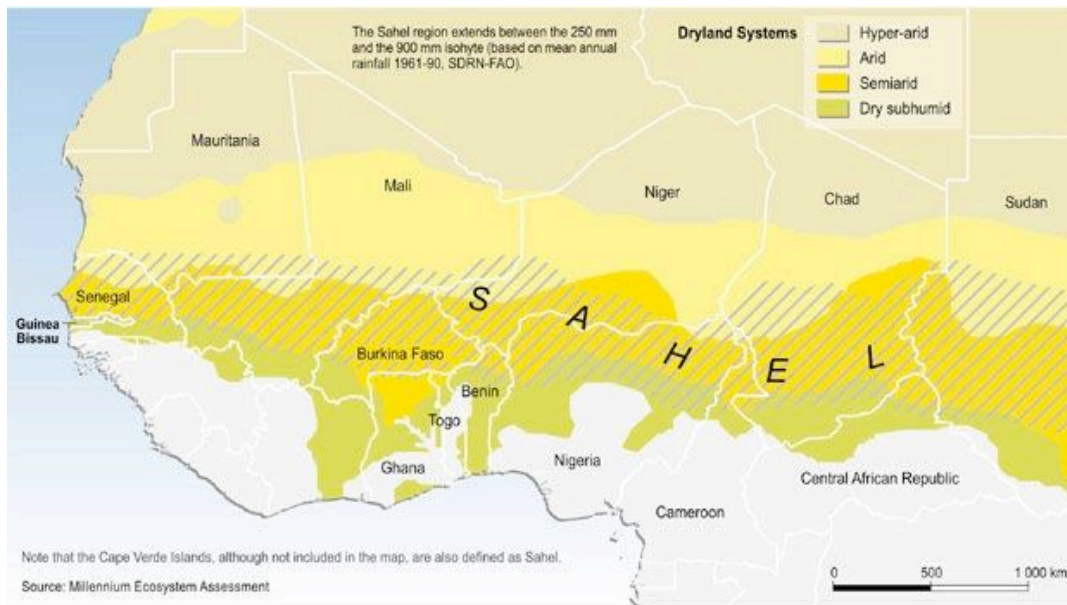 The Sahel region extends between the 250 mm
and the 900 mm isohyte (based on mean annual
rainfall 1961-90, SDRN-FAO).
Dryland Systems
Hyper-arid
Arid
Semiarid
Dry subhumid
Mauritania
Mali
Niger
Chad
Sudan
Senegal
Guinea
Bissau
S A H E L
Burkina Faso
Benin
Togo
Ghana
Nigeria
Cameroon
Central African Republic
Note that the Cape Verde Islands, although not included in the map, are also defined as Sahel.
Source: Millennium Ecosystem Assessment
0 500 1 000 km